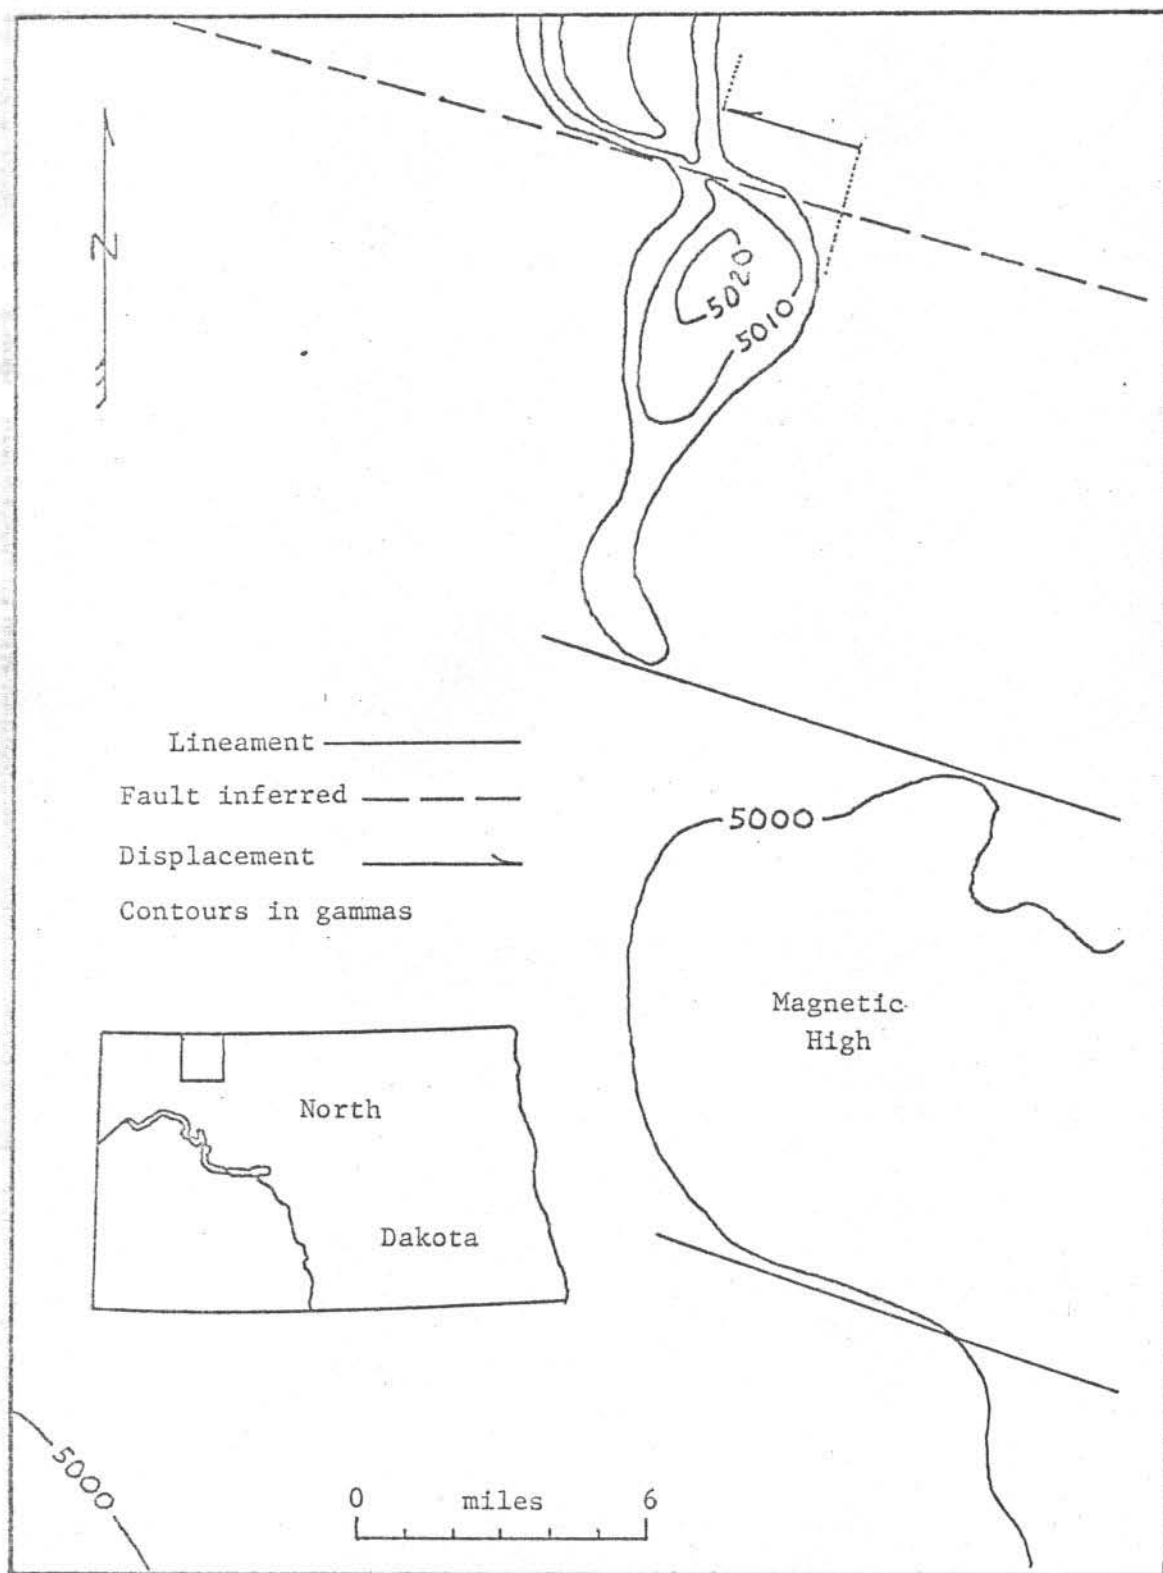 N
5020
5010
Lineament
Fault inferred
Displacement
Contours in gammas
5000
Magnetic
High
North
Dakota
5000
0 miles 6